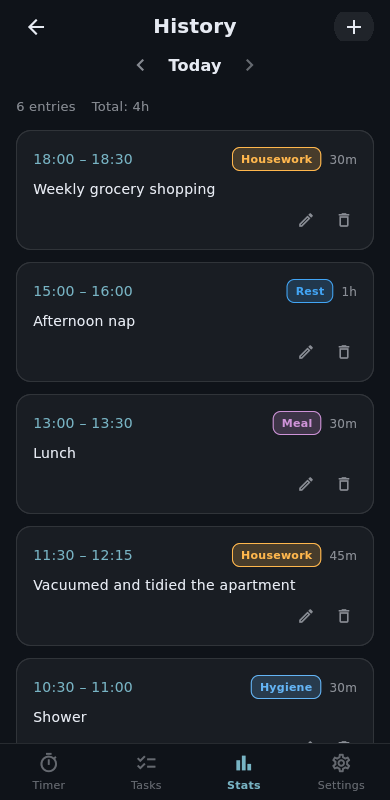 History
Today
6 entries Total: 4h
18:00 – 18:30 Housework 30m
Weekly grocery shopping
15:00 – 16:00 Rest 1h
Afternoon nap
13:00 – 13:30 Meal 30m
Lunch
11:30 – 12:15 Housework 45m
Vacuumed and tidied the apartment
10:30 – 11:00 Hygiene 30m
Shower
Timer Tasks Stats Settings